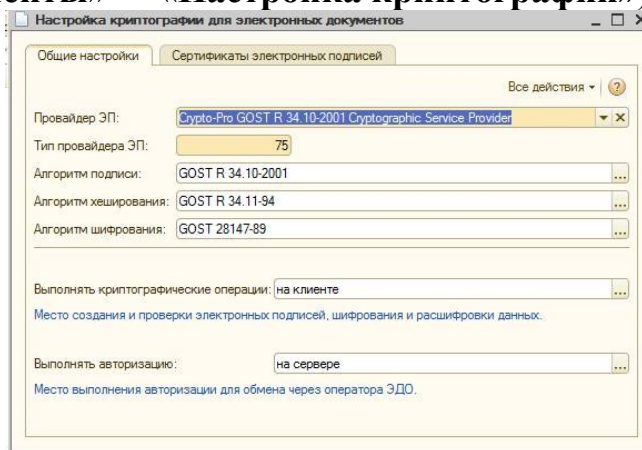 «Настройка криптографии»
Настройка криптографии для электронных документов
Общие настройки Сертификаты электронных подписей
Все действия
Провайдер ЭП: Crypto-Pro GOST R 34.10-2001 Cryptographic Service Provider
Тип провайдера ЭП: 75
Алгоритм подписи: GOST R 34.10-2001 ...
Алгоритм хеширования: GOST R 34.11-94 ...
Алгоритм шифрования: GOST 28147-89 ...
Выполнять криптографические операции: на клиенте ...
Место создания и проверки электронных подписей, шифрования и расшифровки данных.
Выполнять авторизацию: на сервере ...
Место выполнения авторизации для обмена через оператора ЭДО.